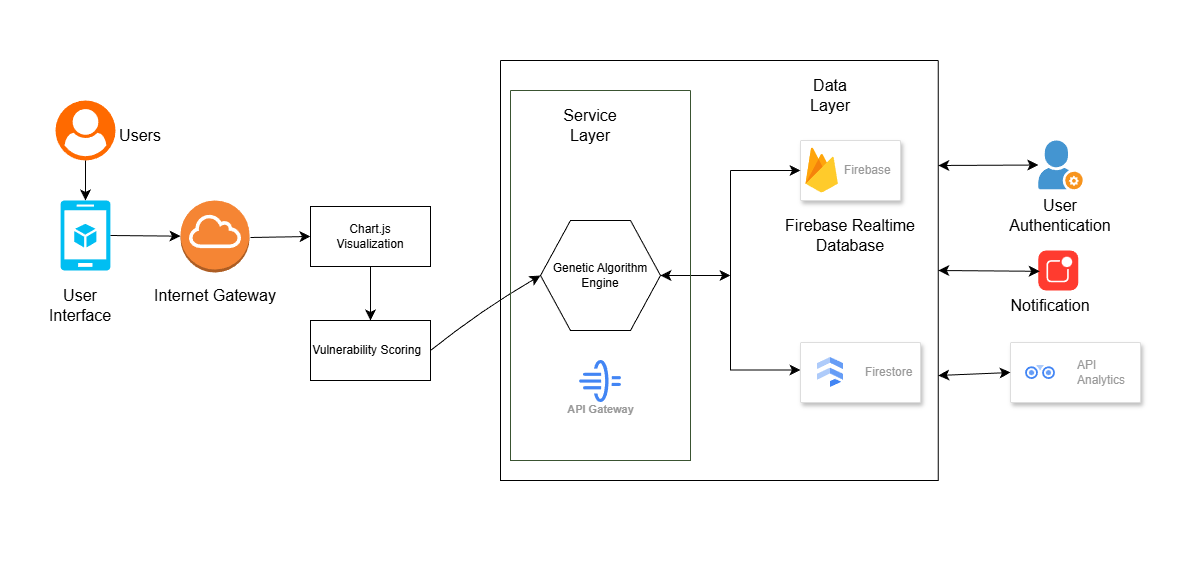 Users
User
Interface
Internet Gateway
Chart.js
Visualization
Vulnerability Scoring
Service
Layer
Genetic Algorithm
Engine
API Gateway
Data
Layer
Firebase
Firebase Realtime
Database
Firestore
User
Authentication
Notification
API
Analytics